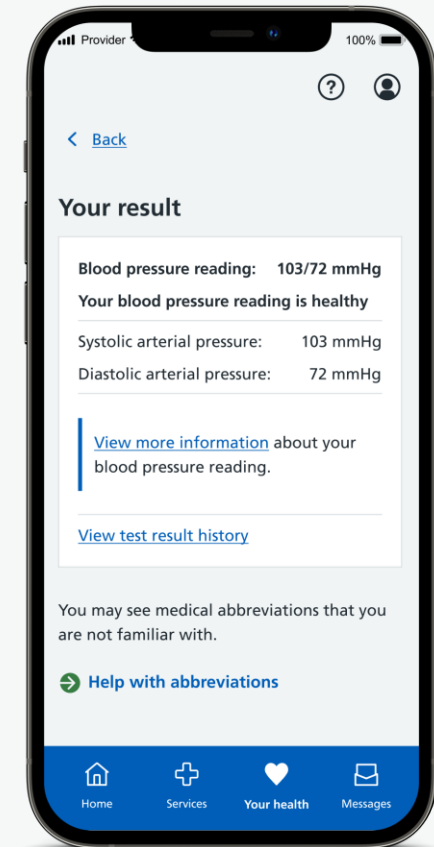 Provider
100%
Back
Your result
Blood pressure reading: 103/72 mmHg
Your blood pressure reading is healthy
Systolic arterial pressure: 103 mmHg
Diastolic arterial pressure: 72 mmHg
View more information about your
blood pressure reading.
View test result history
You may see medical abbreviations that you
are not familiar with.
Help with abbreviations
Home Services Your health Messages